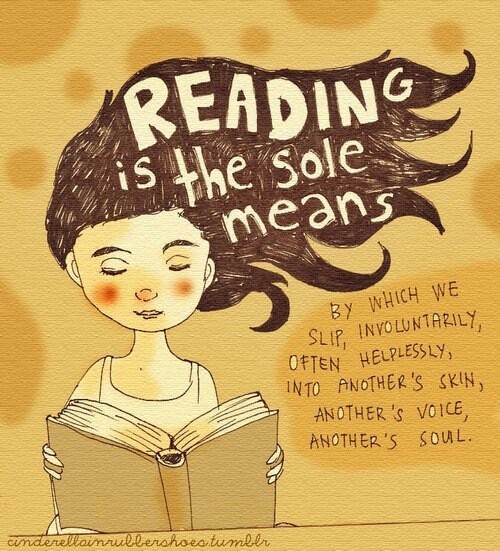 READING
is the sole
means
BY WHICH WE
SLIP, INVOLUNTARILY,
OFTEN HELPLESSLY,
INTO ANOTHER'S SKIN,
ANOTHER'S VOICE,
ANOTHER'S SOUL.
cinderellainrubbershoes.tumblr